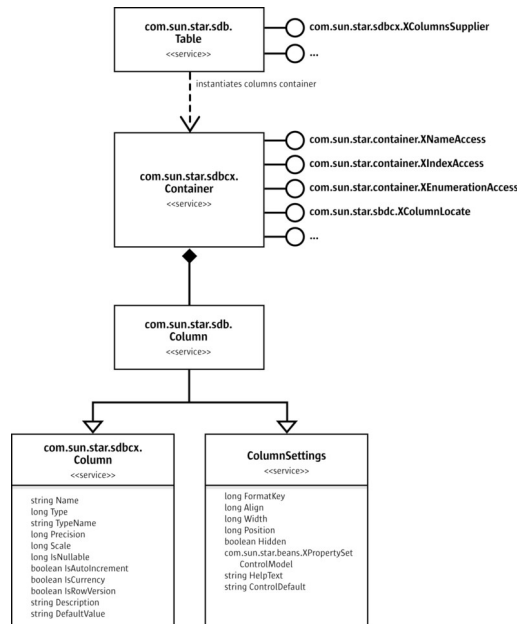 com.sun.star.sdb.
Table
<<service>>
com.sun.star.sdbcx.XColumnsSupplier
...
instantiates columns container
com.sun.star.sdbcx.
Container
<<service>>
com.sun.star.container.XNameAccess
com.sun.star.container.XIndexAccess
com.sun.star.container.XEnumerationAccess
com.sun.star.sbdc.XColumnLocate
...
com.sun.star.sdb.
Column
<<service>>
com.sun.star.sdbcx.
Column
<<service>>
string Name
long Type
string TypeName
long Precision
long Scale
long IsNullable
boolean IsAutoIncrement
boolean IsCurrency
boolean IsRowVersion
string Description
string DefaultValue
ColumnSettings
<<service>>
long FormatKey
long Align
long Width
long Position
boolean Hidden
com.sun.star.beans.XPropertySet
ControlModel
string HelpText
string ControlDefault